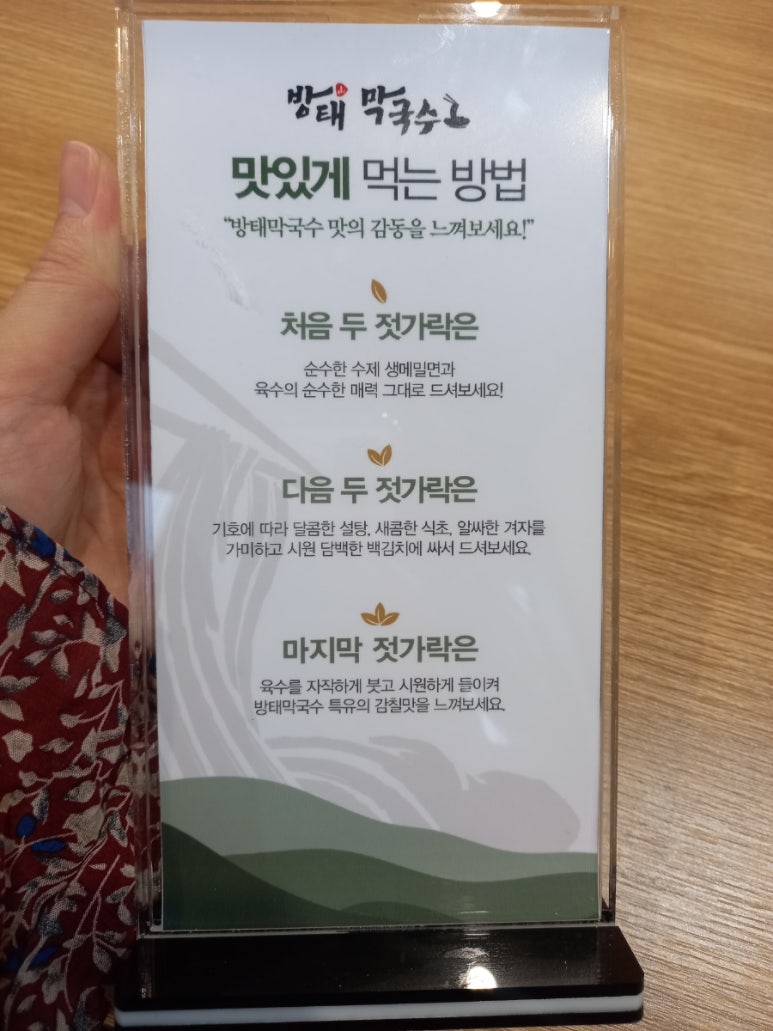 방태막국수
맛있게 먹는 방법
“방태막국수 맛의 감동을 느껴보세요!”
처음 두 젓가락은
순수한 수제 생메밀면과
육수의 순수한 매력 그대로 드셔보세요!
다음 두 젓가락은
기호에 따라 달콤한 설탕, 새콤한 식초, 알싸한 겨자를
가미하고 시원 담백한 백김치에 싸서 드셔보세요.
마지막 젓가락은
육수를 자작하게 붓고 시원하게 들이켜
방태막국수 특유의 감칠맛을 느껴보세요.